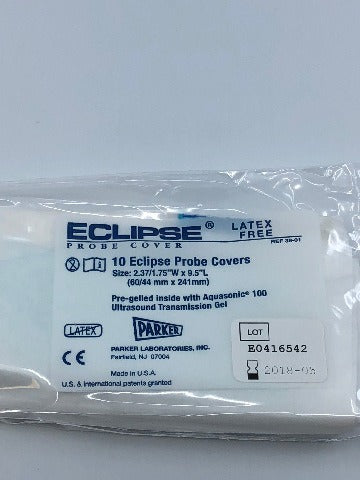 ECLIPSE®
PROBE COVER
LATEX
FREE
REF 38-01
10 Eclipse Probe Covers
Size: 2.37/1.75"W x 9.5"L
(60/44 mm x 241mm)
Pre-gelled inside with Aquasonic® 100
Ultrasound Transmission Gel
LATEX
PARKER
PARKER LABORATORIES, INC.
Fairfield, NJ 07004
Made in U.S.A.
U.S. & international patents granted
CE
LOT
E0416542
2018-03